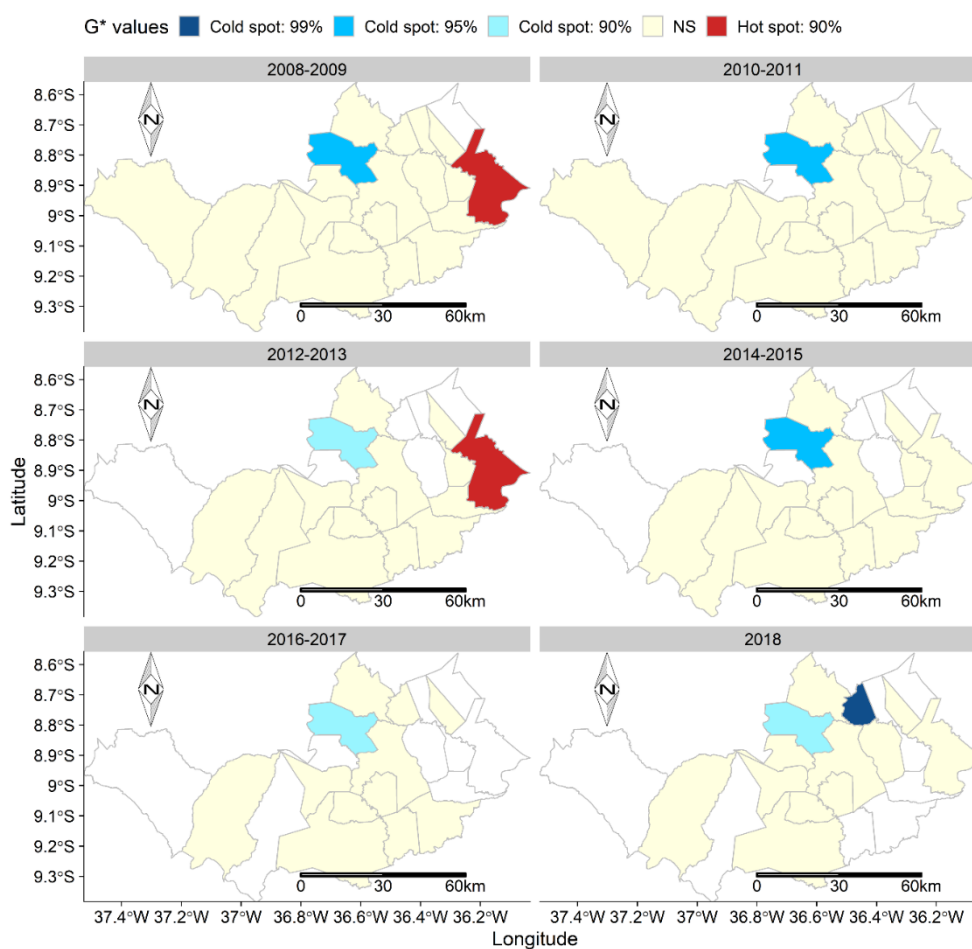 G* values Cold spot: 99% Cold spot: 95% Cold spot: 90% NS Hot spot: 90%
2008-2009 2010-2011
8.6°S
8.7°S
8.8°S
8.9°S
9°S
9.1°S
9.2°S
9.3°S
N N
0 30 60km 0 30 60km
2012-2013 2014-2015
8.6°S
8.7°S
8.8°S
8.9°S
9°S
9.1°S
9.2°S
9.3°S
N N
Latitude
0 30 60km 0 30 60km
2016-2017 2018
8.6°S
8.7°S
8.8°S
8.9°S
9°S
9.1°S
9.2°S
9.3°S
N N
0 30 60km 0 30 60km
37.4°W 37.2°W 37°W 36.8°W 36.6°W 36.4°W 36.2°W 37.4°W 37.2°W 37°W 36.8°W 36.6°W 36.4°W 36.2°W
Longitude